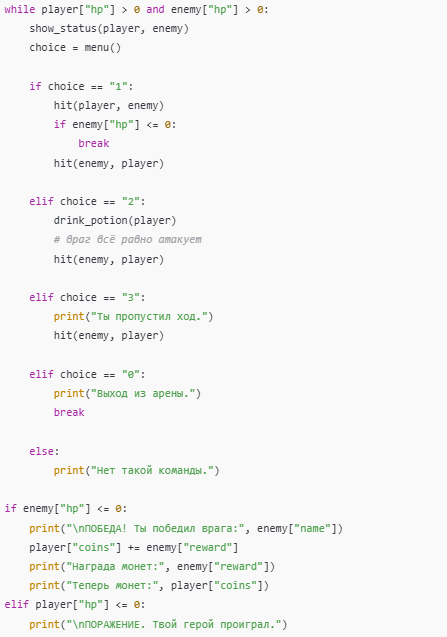 while player["hp"] > 0 and enemy["hp"] > 0:
    show_status(player, enemy)
    choice = menu()

    if choice == "1":
        hit(player, enemy)
        if enemy["hp"] <= 0:
            break
        hit(enemy, player)

    elif choice == "2":
        drink_potion(player)
        # враг всё равно атакует
        hit(enemy, player)

    elif choice == "3":
        print("Ты пропустил ход.")
        hit(enemy, player)

    elif choice == "0":
        print("Выход из арены.")
        break

    else:
        print("Нет такой команды.")

if enemy["hp"] <= 0:
    print("\nПОБЕДА! Ты победил врага:", enemy["name"])
    player["coins"] += enemy["reward"]
    print("Награда монет:", enemy["reward"])
    print("Теперь монет:", player["coins"])
elif player["hp"] <= 0:
    print("\nПОРАЖЕНИЕ. Твой герой проиграл.")